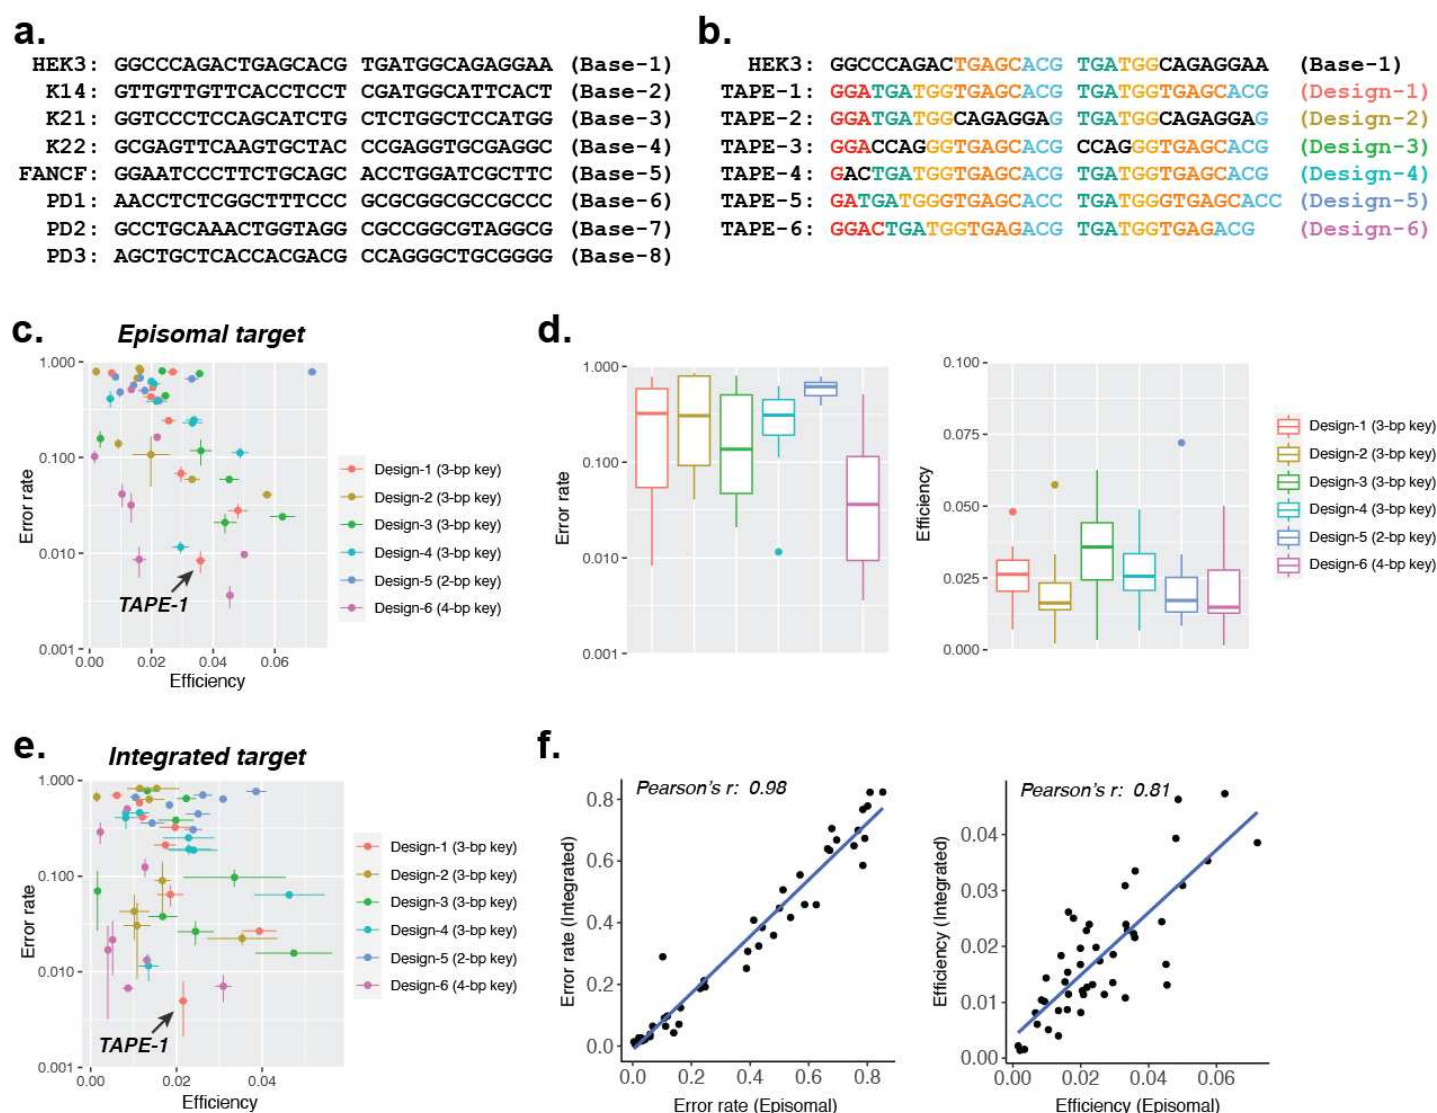 a.
HEK3: GGCCCAGACTGAGCACG TGATGGCAGAGGAA (Base-1)
K14: GTTGTTGTTCACCTCCT CGATGGCATTCACT (Base-2)
K21: GGTCCCTCCAGCATCTG CTCTGGCTCCATGG (Base-3)
K22: GCGAGTTCAAGTGCTAC CCGAGGTGCGAGGC (Base-4)
FANCF: GGAATCCCTTCTGCAGC ACCTGGATCGCTTC (Base-5)
PD1: AACCTCTCGGCTTTCCC GCGCGGCGCCGCCC (Base-6)
PD2: GCCTGCAAACTGGTAGG CGCCGGCGTAGGCG (Base-7)
PD3: AGCTGCTCACCACGACG CCAGGGCTGCGGGG (Base-8)
b.
HEK3: GGCCCAGACTGAGCACG TGATGGCAGAGGAA (Base-1)
TAPE-1: GGATGATGGTGAGCACG TGATGGTGAGCACG (Design-1)
TAPE-2: GGATGATGGCAGAGGAG TGATGGCAGAGGAG (Design-2)
TAPE-3: GGACCAGGGTGAGCACG CCAGGGTGAGCACG (Design-3)
TAPE-4: GACTGATGGTGAGCACG TGATGGTGAGCACG (Design-4)
TAPE-5: GATGATGGGTGAGCACC TGATGGGTGAGCACC (Design-5)
TAPE-6: GGACTGATGGTGAGACG TGATGGTGAGACG (Design-6)
c.
Episomal target
1.000
0.100
0.010
0.001
Error rate
TAPE-1
0.00 0.02 0.04 0.06
Efficiency
Design-1 (3-bp key)
Design-2 (3-bp key)
Design-3 (3-bp key)
Design-4 (3-bp key)
Design-5 (2-bp key)
Design-6 (4-bp key)
d.
1.000
0.100
0.010
0.001
Error rate
0.100
0.075
0.050
0.025
0.000
Efficiency
Design-1 (3-bp key)
Design-2 (3-bp key)
Design-3 (3-bp key)
Design-4 (3-bp key)
Design-5 (2-bp key)
Design-6 (4-bp key)
e.
Integrated target
1.000
0.100
0.010
0.001
Error rate
TAPE-1
0.00 0.02 0.04
Efficiency
Design-1 (3-bp key)
Design-2 (3-bp key)
Design-3 (3-bp key)
Design-4 (3-bp key)
Design-5 (2-bp key)
Design-6 (4-bp key)
f.
Pearson's r: 0.98
0.8
0.6
0.4
0.2
0.0
Error rate (Integrated)
0.0 0.2 0.4 0.6 0.8
Error rate (Episomal)
Pearson's r: 0.81
0.04
0.03
0.02
0.01
0.00
Efficiency (Integrated)
0.00 0.02 0.04 0.06
Efficiency (Episomal)